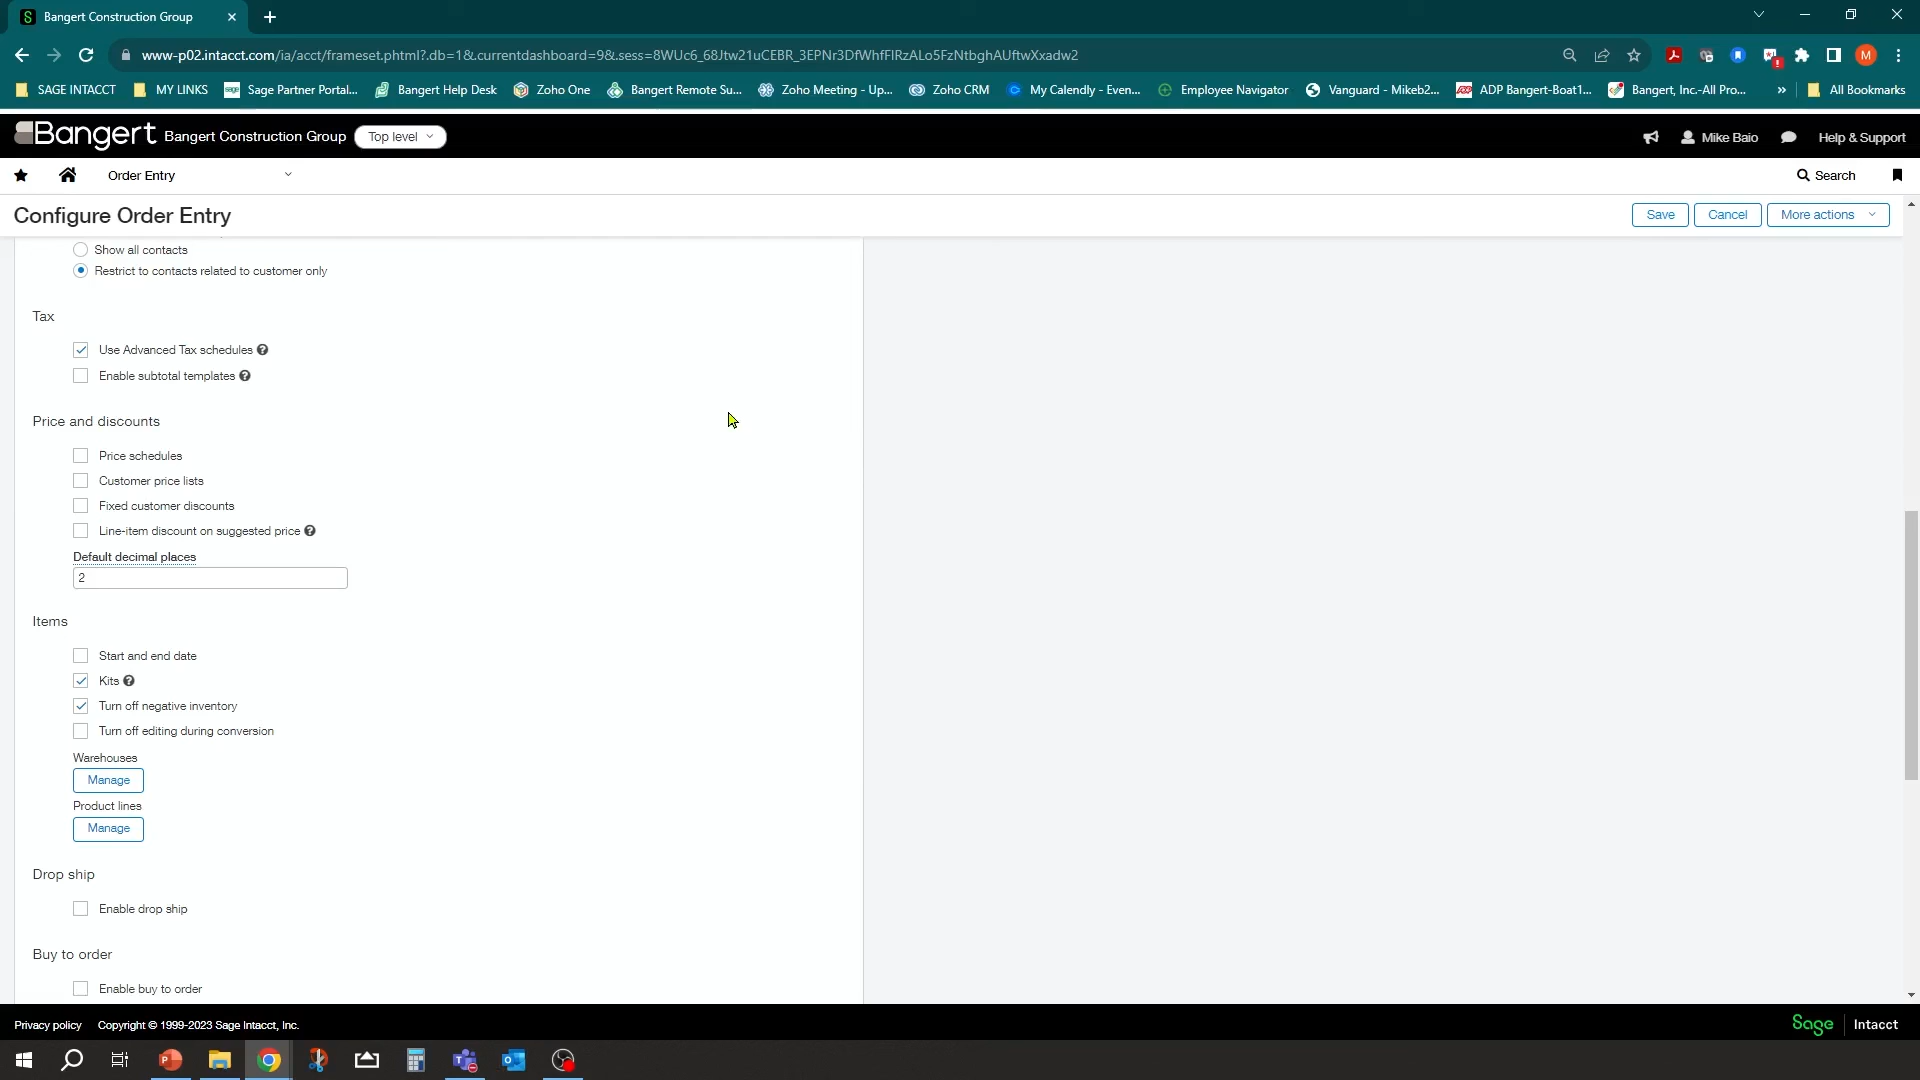 Bangert Construction Group
www-p02.intacct.com/ia/acct/frameset.phtml?.db=1&.currentdashboard=9&.sess=8WUc6_68Jtw21uCEBR_3EPNr3DfWhfFIRzALo5FzNtbghAUftwXxadw2
SAGE INTACCT MY LINKS Sage Partner Portal... Bangert Help Desk Zoho One Bangert Remote Su... Zoho Meeting - Up... Zoho CRM My Calendly - Even... Employee Navigator Vanguard - Mikeb2... ADP Bangert-Boat1... Bangert, Inc.-All Pro... » All Bookmarks
Bangert Bangert Construction Group Top level Mike Baio Help & Support
Order Entry Search
Configure Order Entry Save Cancel More actions
Show all contacts
Restrict to contacts related to customer only
Tax
Use Advanced Tax schedules
Enable subtotal templates
Price and discounts
Price schedules
Customer price lists
Fixed customer discounts
Line-item discount on suggested price
Default decimal places
2
Items
Start and end date
Kits
Turn off negative inventory
Turn off editing during conversion
Warehouses
Manage
Product lines
Manage
Drop ship
Enable drop ship
Buy to order
Enable buy to order
Privacy policy Copyright © 1999-2023 Sage Intacct, Inc. Sage Intacct